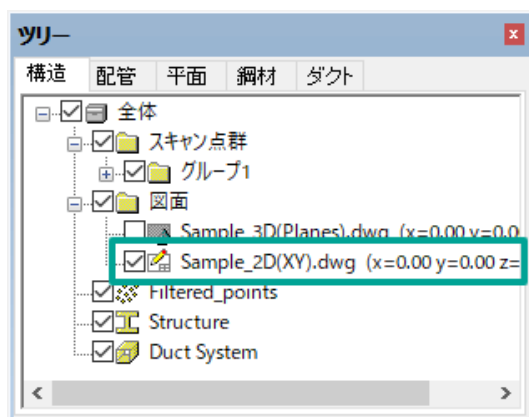 ツリー
構造 配管 平面 鋼材 ダクト
全体
スキャン点群
グループ1
図面
Sample_3D(Planes).dwg (x=0.00 y=0.0
Sample_2D(XY).dwg (x=0.00 y=0.00 z=
Filtered_points
Structure
Duct System